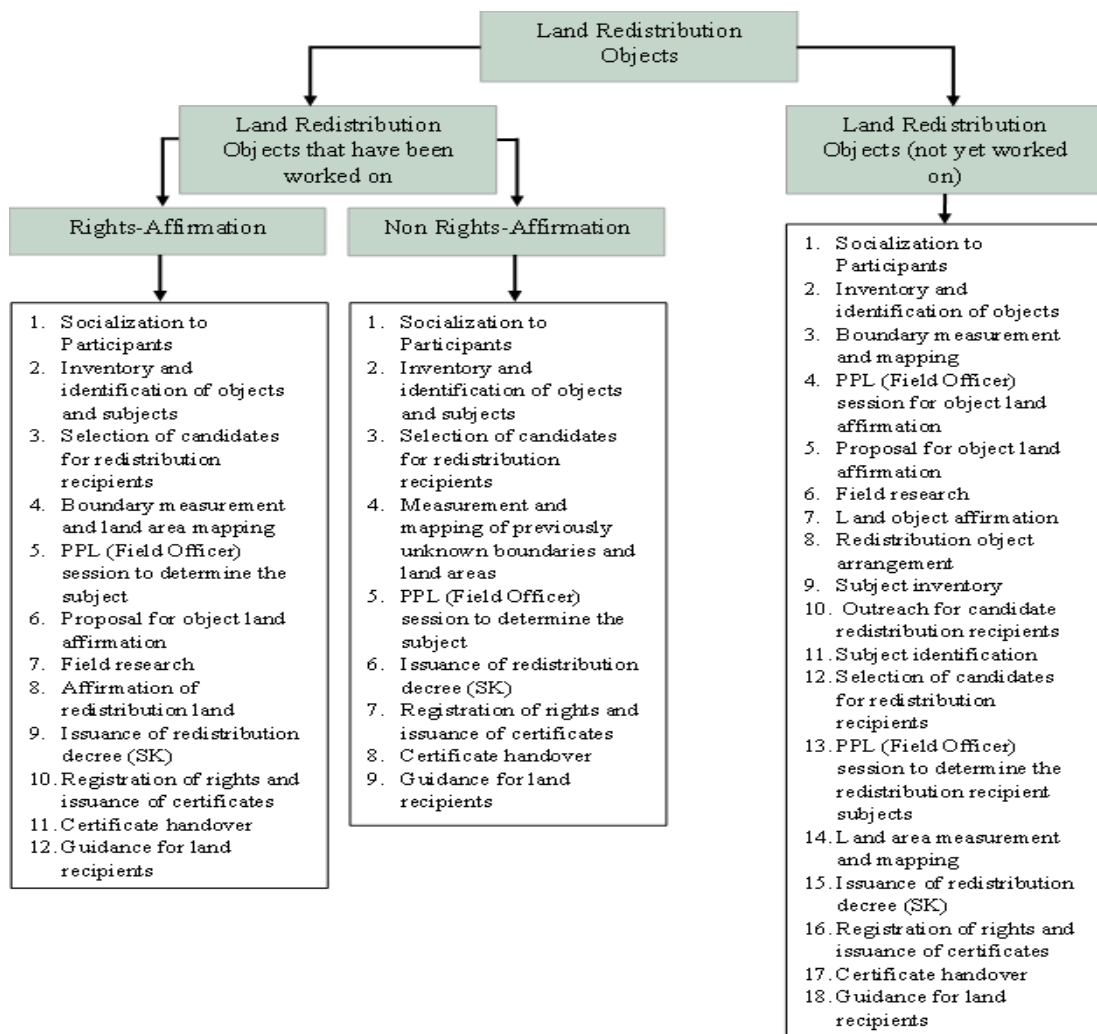 Land Redistribution
Objects
Land Redistribution
Objects that have been
worked on
Land Redistribution
Objects (not yet worked
on)
Rights-Affirmation
Non Rights-Affirmation
1. Socialization to
Participants
2. Inventory and
identification of objects
and subjects
3. Selection of candidates
for redistribution
recipients
4. Boundary measurement
and land area mapping
5. PPL (Field Officer)
session to determine the
subject
6. Proposal for object land
affirmation
7. Field research
8. Affirmation of
redistribution land
9. Issuance of redistribution
decree (SK)
10. Registration of rights and
issuance of certificates
11. Certificate handover
12. Guidance for land
recipients
1. Socialization to
Participants
2. Inventory and
identification of objects
and subjects
3. Selection of candidates
for redistribution
recipients
4. Measurement and
mapping of previously
unknown boundaries and
land areas
5. PPL (Field Officer)
session to determine the
subject
6. Issuance of redistribution
decree (SK)
7. Registration of rights and
issuance of certificates
8. Certificate handover
9. Guidance for land
recipients
1. Socialization to
Participants
2. Inventory and
identification of objects
3. Boundary measurement
and mapping
4. PPL (Field Officer)
session for object land
affirmation
5. Proposal for object land
affirmation
6. Field research
7. Land object affirmation
8. Redistribution object
arrangement
9. Subject inventory
10. Outreach for candidate
redistribution recipients
11. Subject identification
12. Selection of candidates
for redistribution
recipients
13. PPL (Field Officer)
session to determine the
redistribution recipient
subjects
14. Land area measurement
and mapping
15. Issuance of redistribution
decree (SK)
16. Registration of rights and
issuance of certificates
17. Certificate handover
18. Guidance for land
recipients